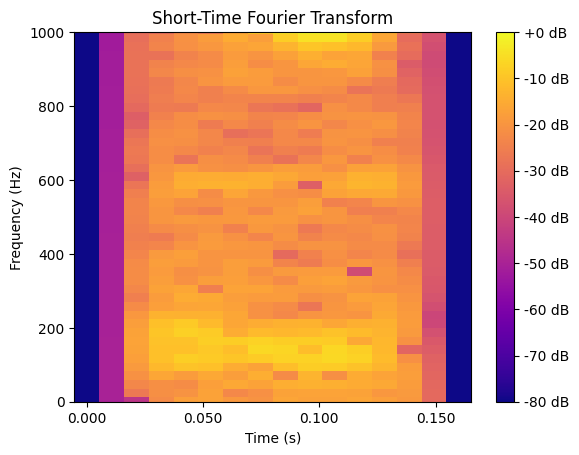 Short-Time Fourier Transform
1000
800
600
400
200
0
Frequency (Hz)
0.000
0.050
0.100
0.150
Time (s)
+0 dB
-10 dB
-20 dB
-30 dB
-40 dB
-50 dB
-60 dB
-70 dB
-80 dB